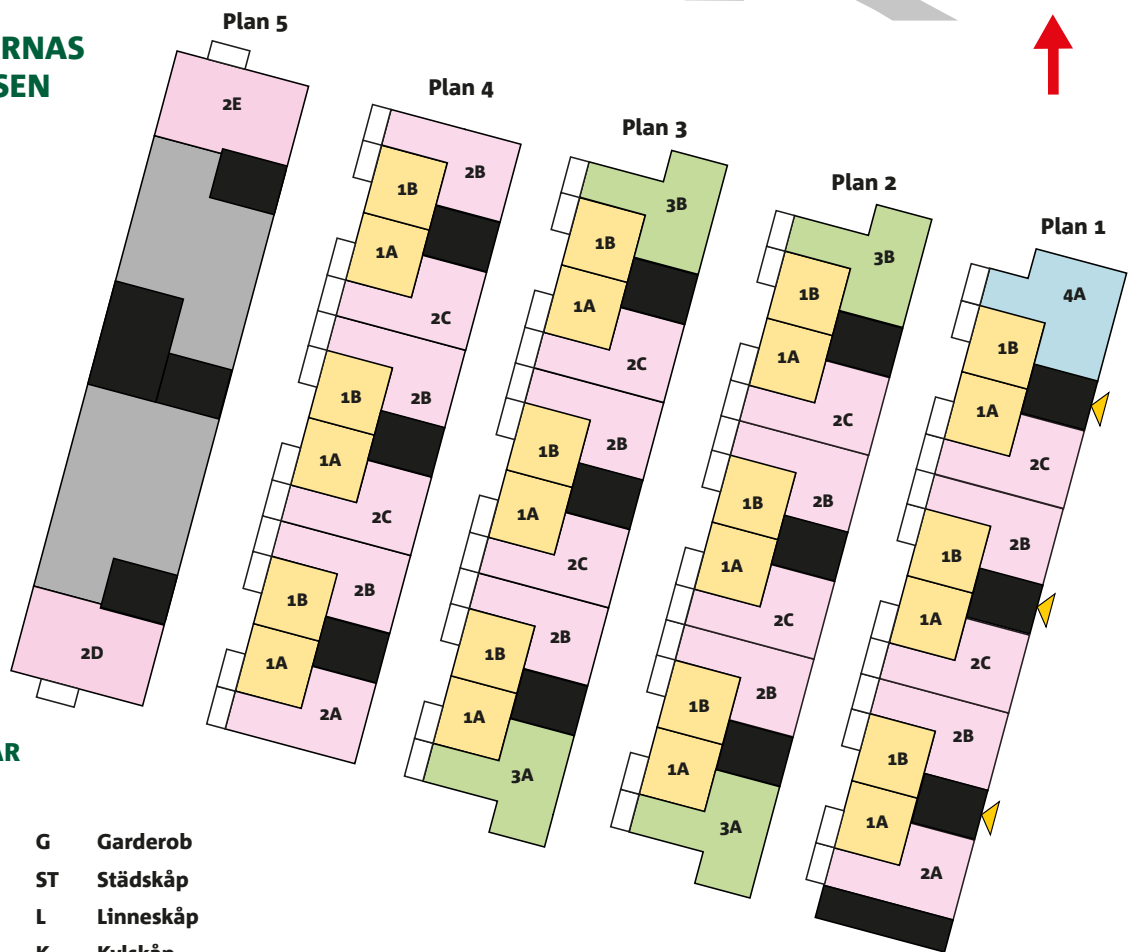 Plan 5
RNAS
SEN
Plan 4
Plan 3
Plan 2
Plan 1
2E
2D
2B
1B
1A
2C
1B
2B
1A
2C
2B
1B
1A
2A
3B
1B
1A
2C
1B
2B
1A
2C
2B
1B
1A
3A
3B
1B
1A
2C
1B
2B
1A
2C
2B
1B
1A
3A
4A
1B
1A
2C
2B
1B
1A
2C
2B
1B
1A
2A
AR
G Garderob
ST Städskåp
L Linneskåp